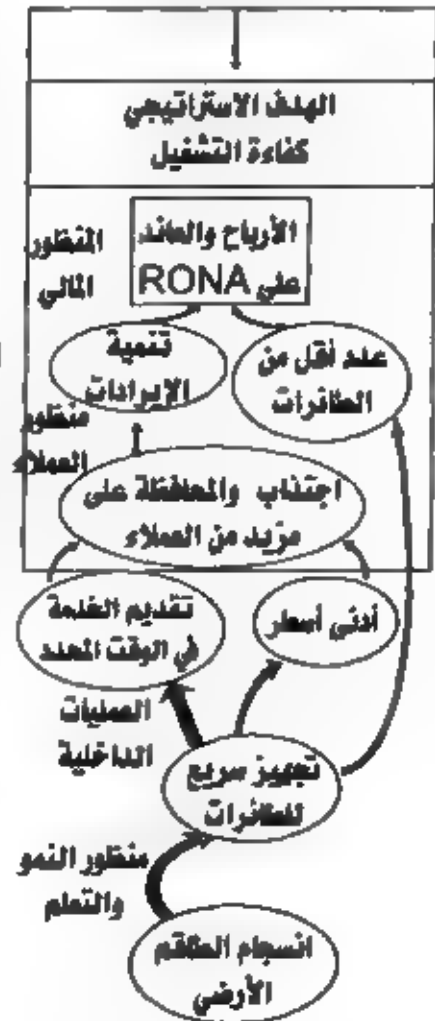 الهدف الاستراتيجي
كفاءة التشغيل
المنظور
المالي
الأرباح والعائد
على RONA
تنمية
الإيرادات
عدد أقل من
الطائرات
منظور
العملاء
اجتذاب والمحافظة على
مزيد من العملاء
تقديم الخدمة
في الوقت المحدد
أدنى أسعار
العمليات
الداخلية
تجهيز سريع
للطائرات
منظور النمو
والتعلم
انسجام الطاقم
الأرضي